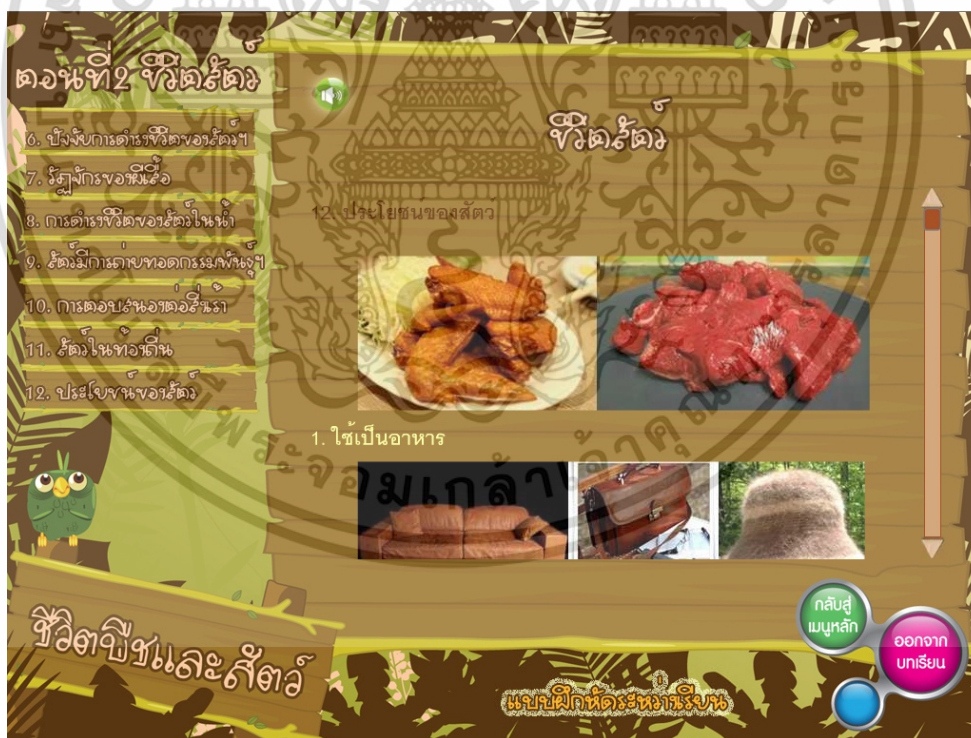 ตอนที่2 ชีวิตสัตว์
6. ปัจจัยการดำรงชีวิตของสัตว์ฯ
7. วัฏจักรของผีเสื้อ
8. การดำรงชีวิตของสัตว์ในน้ำ
9. สัตว์มีการถ่ายทอดกรรมพันธุ์ฯ
10. การตอบสนองต่อสิ่งเร้า
11. สัตว์ในท้องถิ่น
12. ประโยชน์ของสัตว์
ชีวิตสัตว์
12. ประโยชนของสัตว
1. ใช้เป็นอาหาร
ชีวิตพืชและสัตว์
แบบฝึกหัดระหว่างเรียน
กลับสู่
เมนูหลัก
ออกจาก
บทเรียน